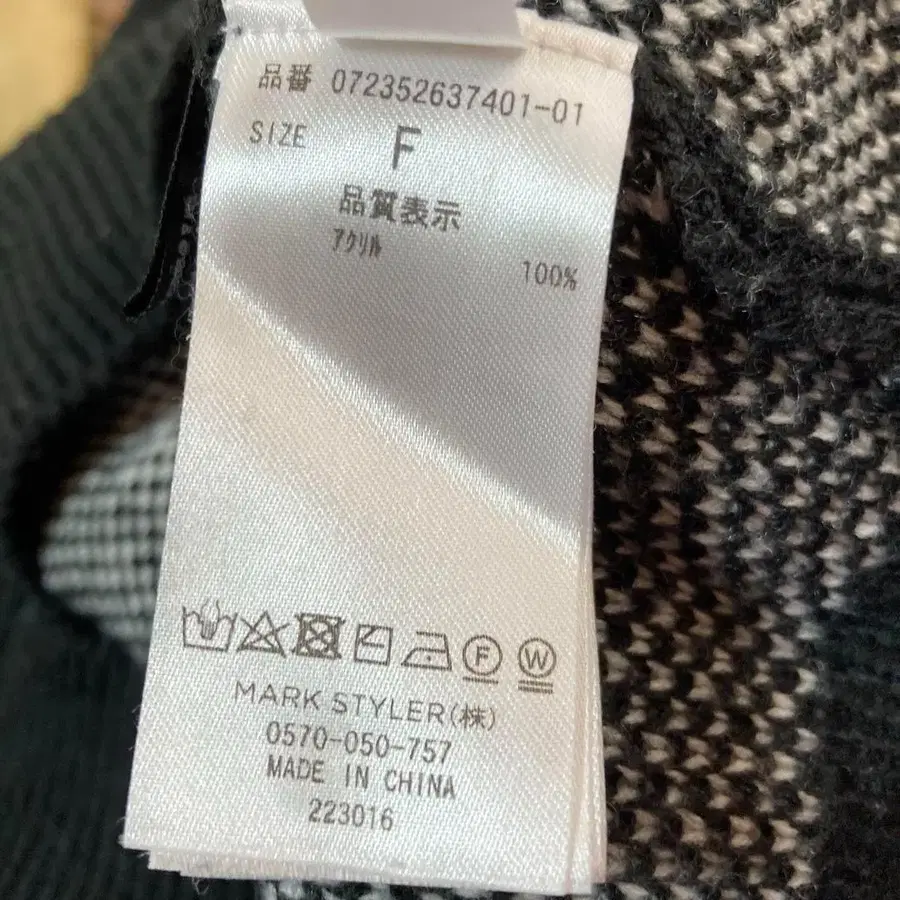 品番 072352637401-01
SIZE F
品質表示
アクリル 100%
F W
MARK STYLER(株)
0570-050-757
MADE IN CHINA
223016